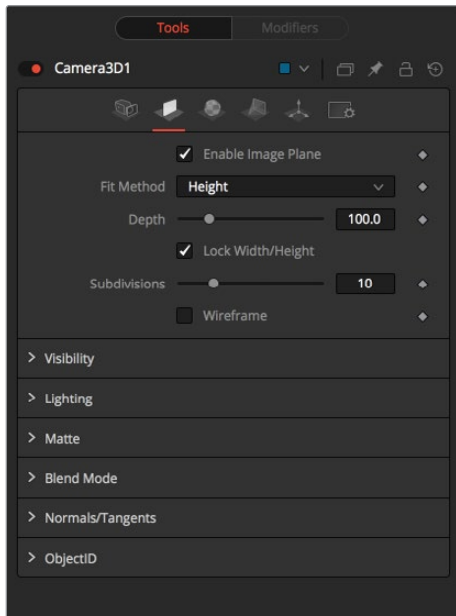 Tools Modifiers
Camera3D1
Enable Image Plane
Fit Method Height
Depth 100.0
Lock Width/Height
Subdivisions 10
Wireframe
Visibility
Lighting
Matte
Blend Mode
Normals/Tangents
ObjectID